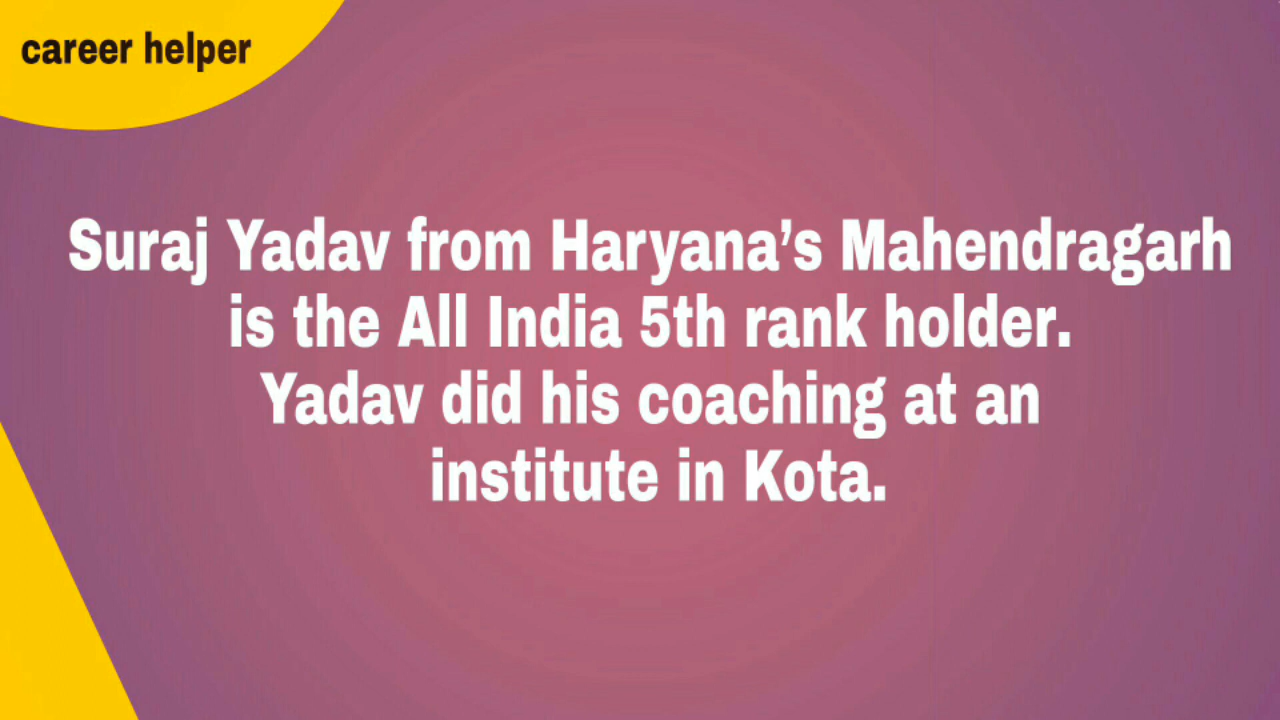 career helper
Suraj Yadav from Haryana’s Mahendragarh
is the All India 5th rank holder.
Yadav did his coaching at an
institute in Kota.